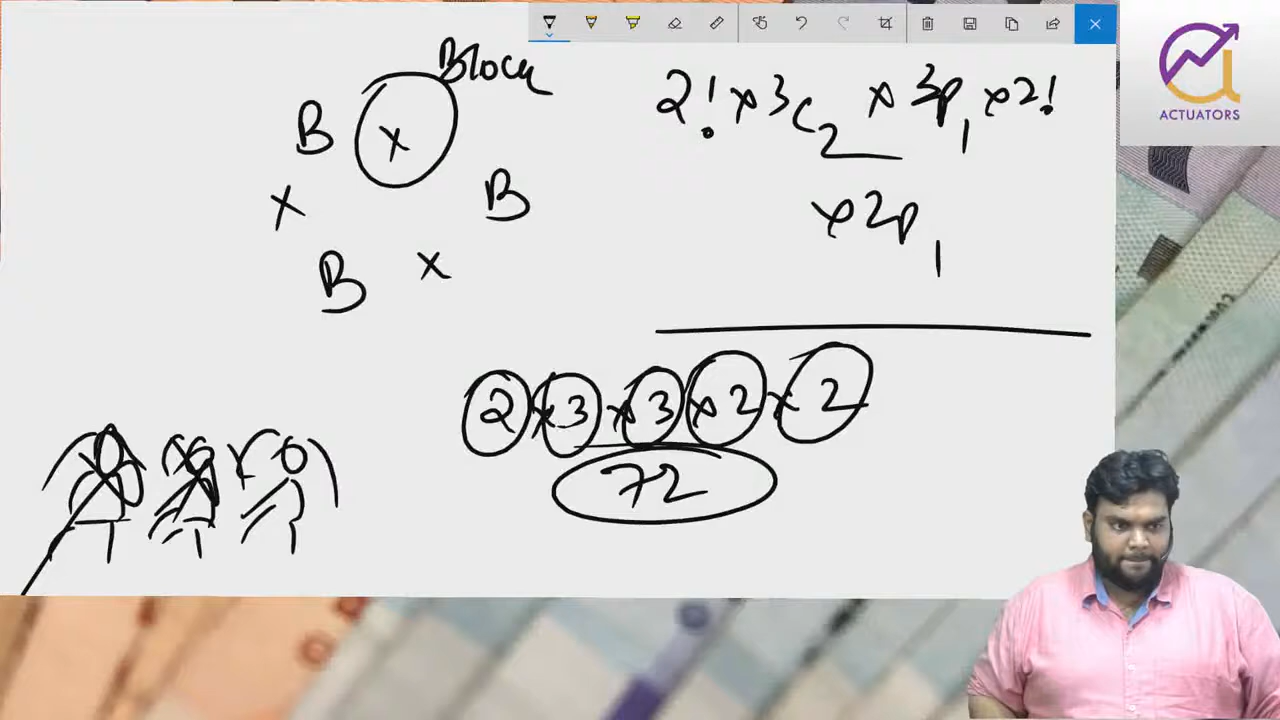 Block
B x
x B
B x
2! x 3c2 x 3p1 x 2!
x 2p1
2 x 3 x 3 x 2 x 2
72
ACTUATORS